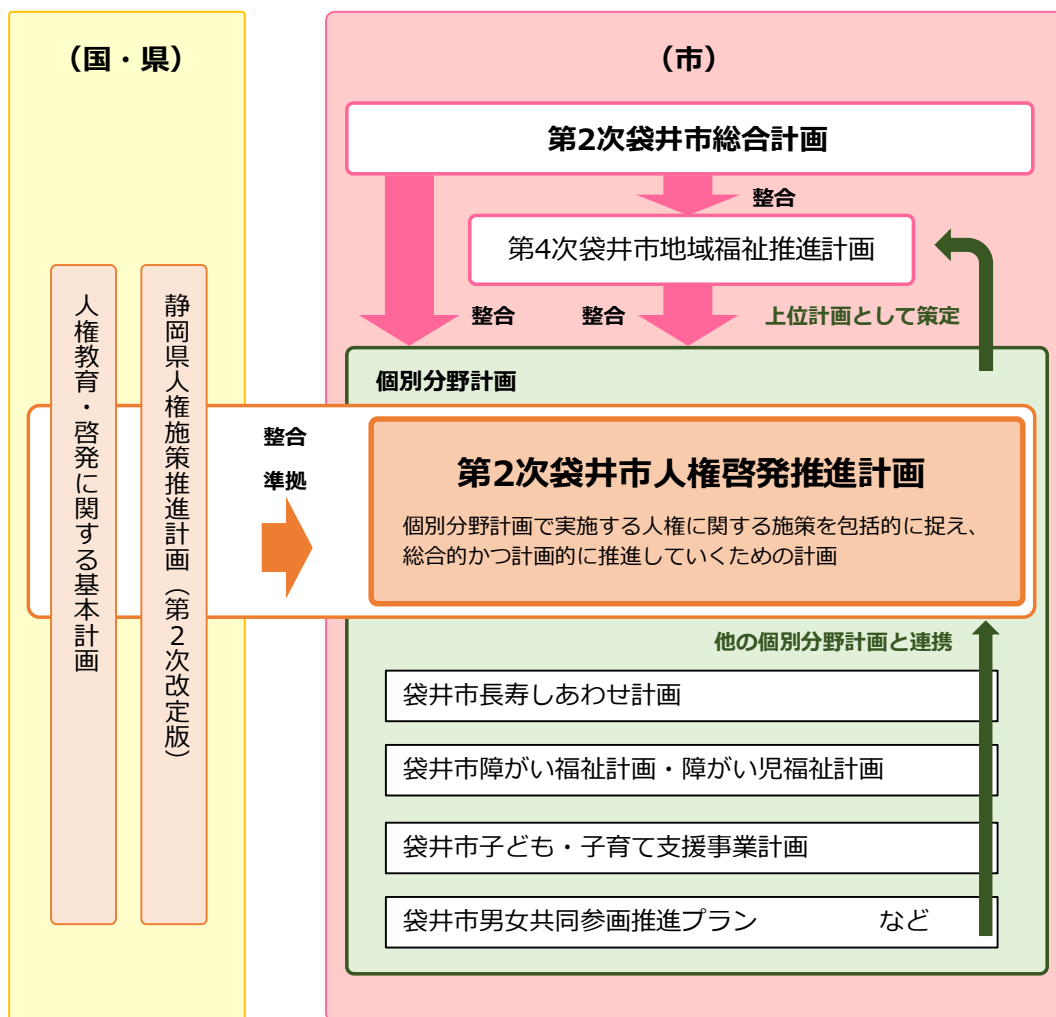 （国・県）
人権教育・啓発に関する基本計画
静岡県人権施策推進計画（第２次改定版）
整合
準拠
（市）
第2次袋井市総合計画
整合
第4次袋井市地域福祉推進計画
整合
整合
上位計画として策定
個別分野計画
第2次袋井市人権啓発推進計画
個別分野計画で実施する人権に関する施策を包括的に捉え、
総合的かつ計画的に推進していくための計画
他の個別分野計画と連携
袋井市長寿しあわせ計画
袋井市障がい福祉計画・障がい児福祉計画
袋井市子ども・子育て支援事業計画
袋井市男女共同参画推進プラン　　　　　など